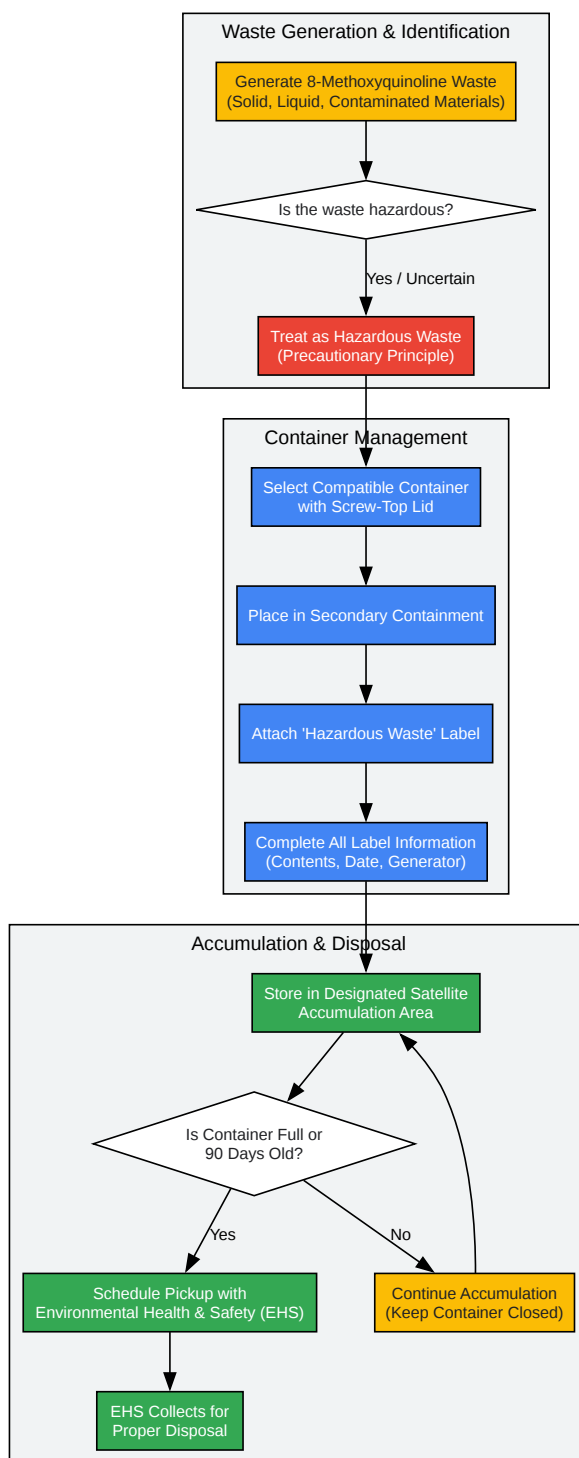 Waste Generation & Identification
Generate 8-Methoxyquinoline Waste
(Solid, Liquid, Contaminated Materials)
Is the waste hazardous?
Yes / Uncertain
Treat as Hazardous Waste
(Precautionary Principle)
Container Management
Select Compatible Container
with Screw-Top Lid
Place in Secondary Containment
Attach 'Hazardous Waste' Label
Complete All Label Information
(Contents, Date, Generator)
Accumulation & Disposal
Store in Designated Satellite
Accumulation Area
Is Container Full or
90 Days Old?
Yes
No
Schedule Pickup with
Environmental Health & Safety (EHS)
Continue Accumulation
(Keep Container Closed)
EHS Collects for
Proper Disposal